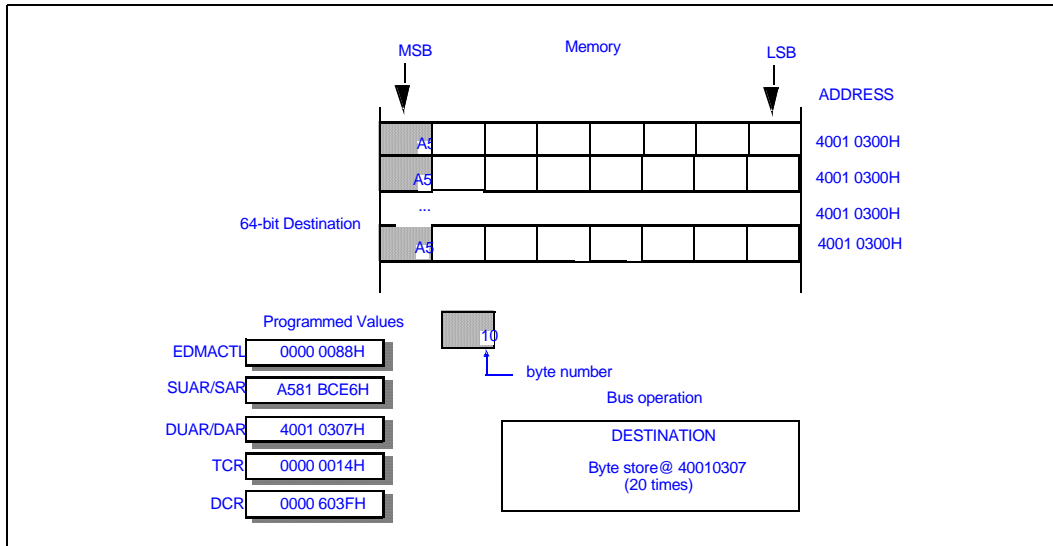 MSB
Memory
LSB
ADDRESS
A5
4001 0300H
A5
4001 0300H
...
4001 0300H
64-bit Destination
A5
4001 0300H
Programmed Values
10
EDMACTL
0000 0088H
byte number
SUAR/SAR
A581 BCE6H
Bus operation
DUAR/DAR
4001 0307H
DESTINATION
TCR
0000 0014H
Byte store@ 40010307
(20 times)
DCR
0000 603FH